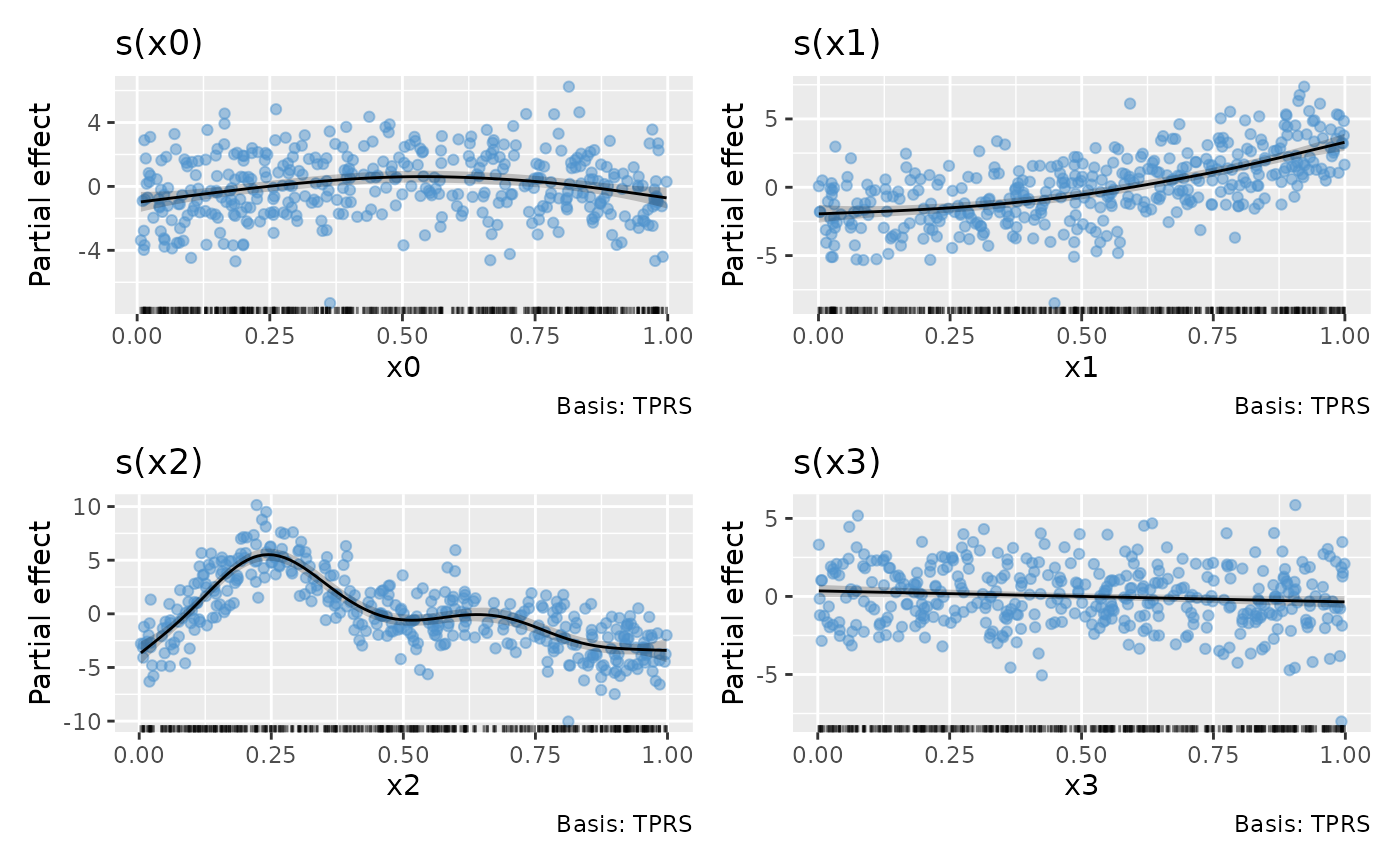 s(x0)
Partial effect
4
0
-4
0.00 0.25 0.50 0.75 1.00
x0
Basis: TPRS
s(x1)
Partial effect
5
0
-5
0.00 0.25 0.50 0.75 1.00
x1
Basis: TPRS
s(x2)
Partial effect
10
5
0
-5
-10
0.00 0.25 0.50 0.75 1.00
x2
Basis: TPRS
s(x3)
Partial effect
5
0
-5
0.00 0.25 0.50 0.75 1.00
x3
Basis: TPRS